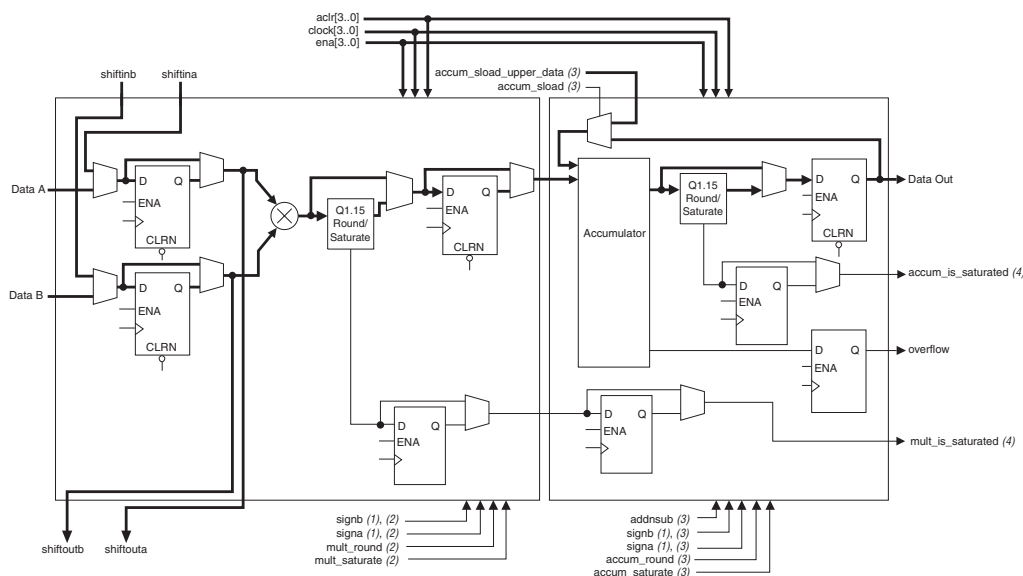 aclr[3..0]
clock[3..0]
ena[3..0]
shiftinb
shiftina
accum_sload_upper_data (3)
accum_sload (3)
Data A
D
Q
ENA
CLRN
Data B
D
Q
ENA
CLRN
Q1.15
Round/
Saturate
D
Q
ENA
CLRN
D
Q
ENA
Accumulator
Q1.15
Round/
Saturate
D
Q
ENA
CLRN
Data Out
D
Q
ENA
accum_is_saturated (4)
D
Q
ENA
overflow
D
Q
ENA
mult_is_saturated (4)
shiftoutb
shiftouta
signb (1), (2)
signa (1), (2)
mult_round (2)
mult_saturate (2)
addnsub (3)
signb (1), (3)
signa (1), (3)
accum_round (3)
accum_saturate (3)